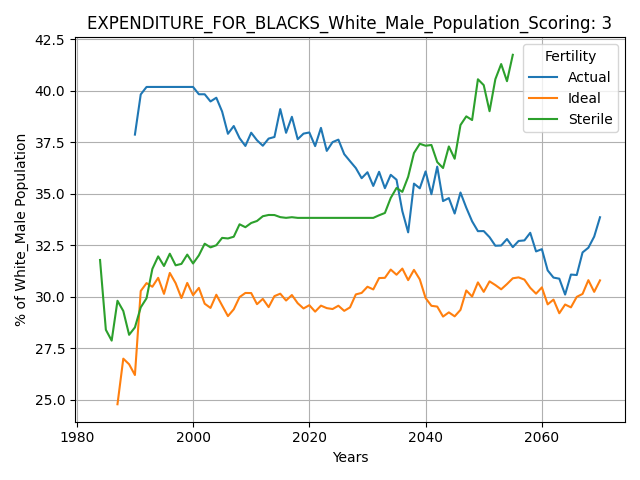 EXPENDITURE_FOR_BLACKS_White_Male_Population_Scoring: 3
% of White_Male Population
42.5
40.0
37.5
35.0
32.5
30.0
27.5
25.0
Fertility
Actual
Ideal
Sterile
1980
2000
2020
2040
2060
Years